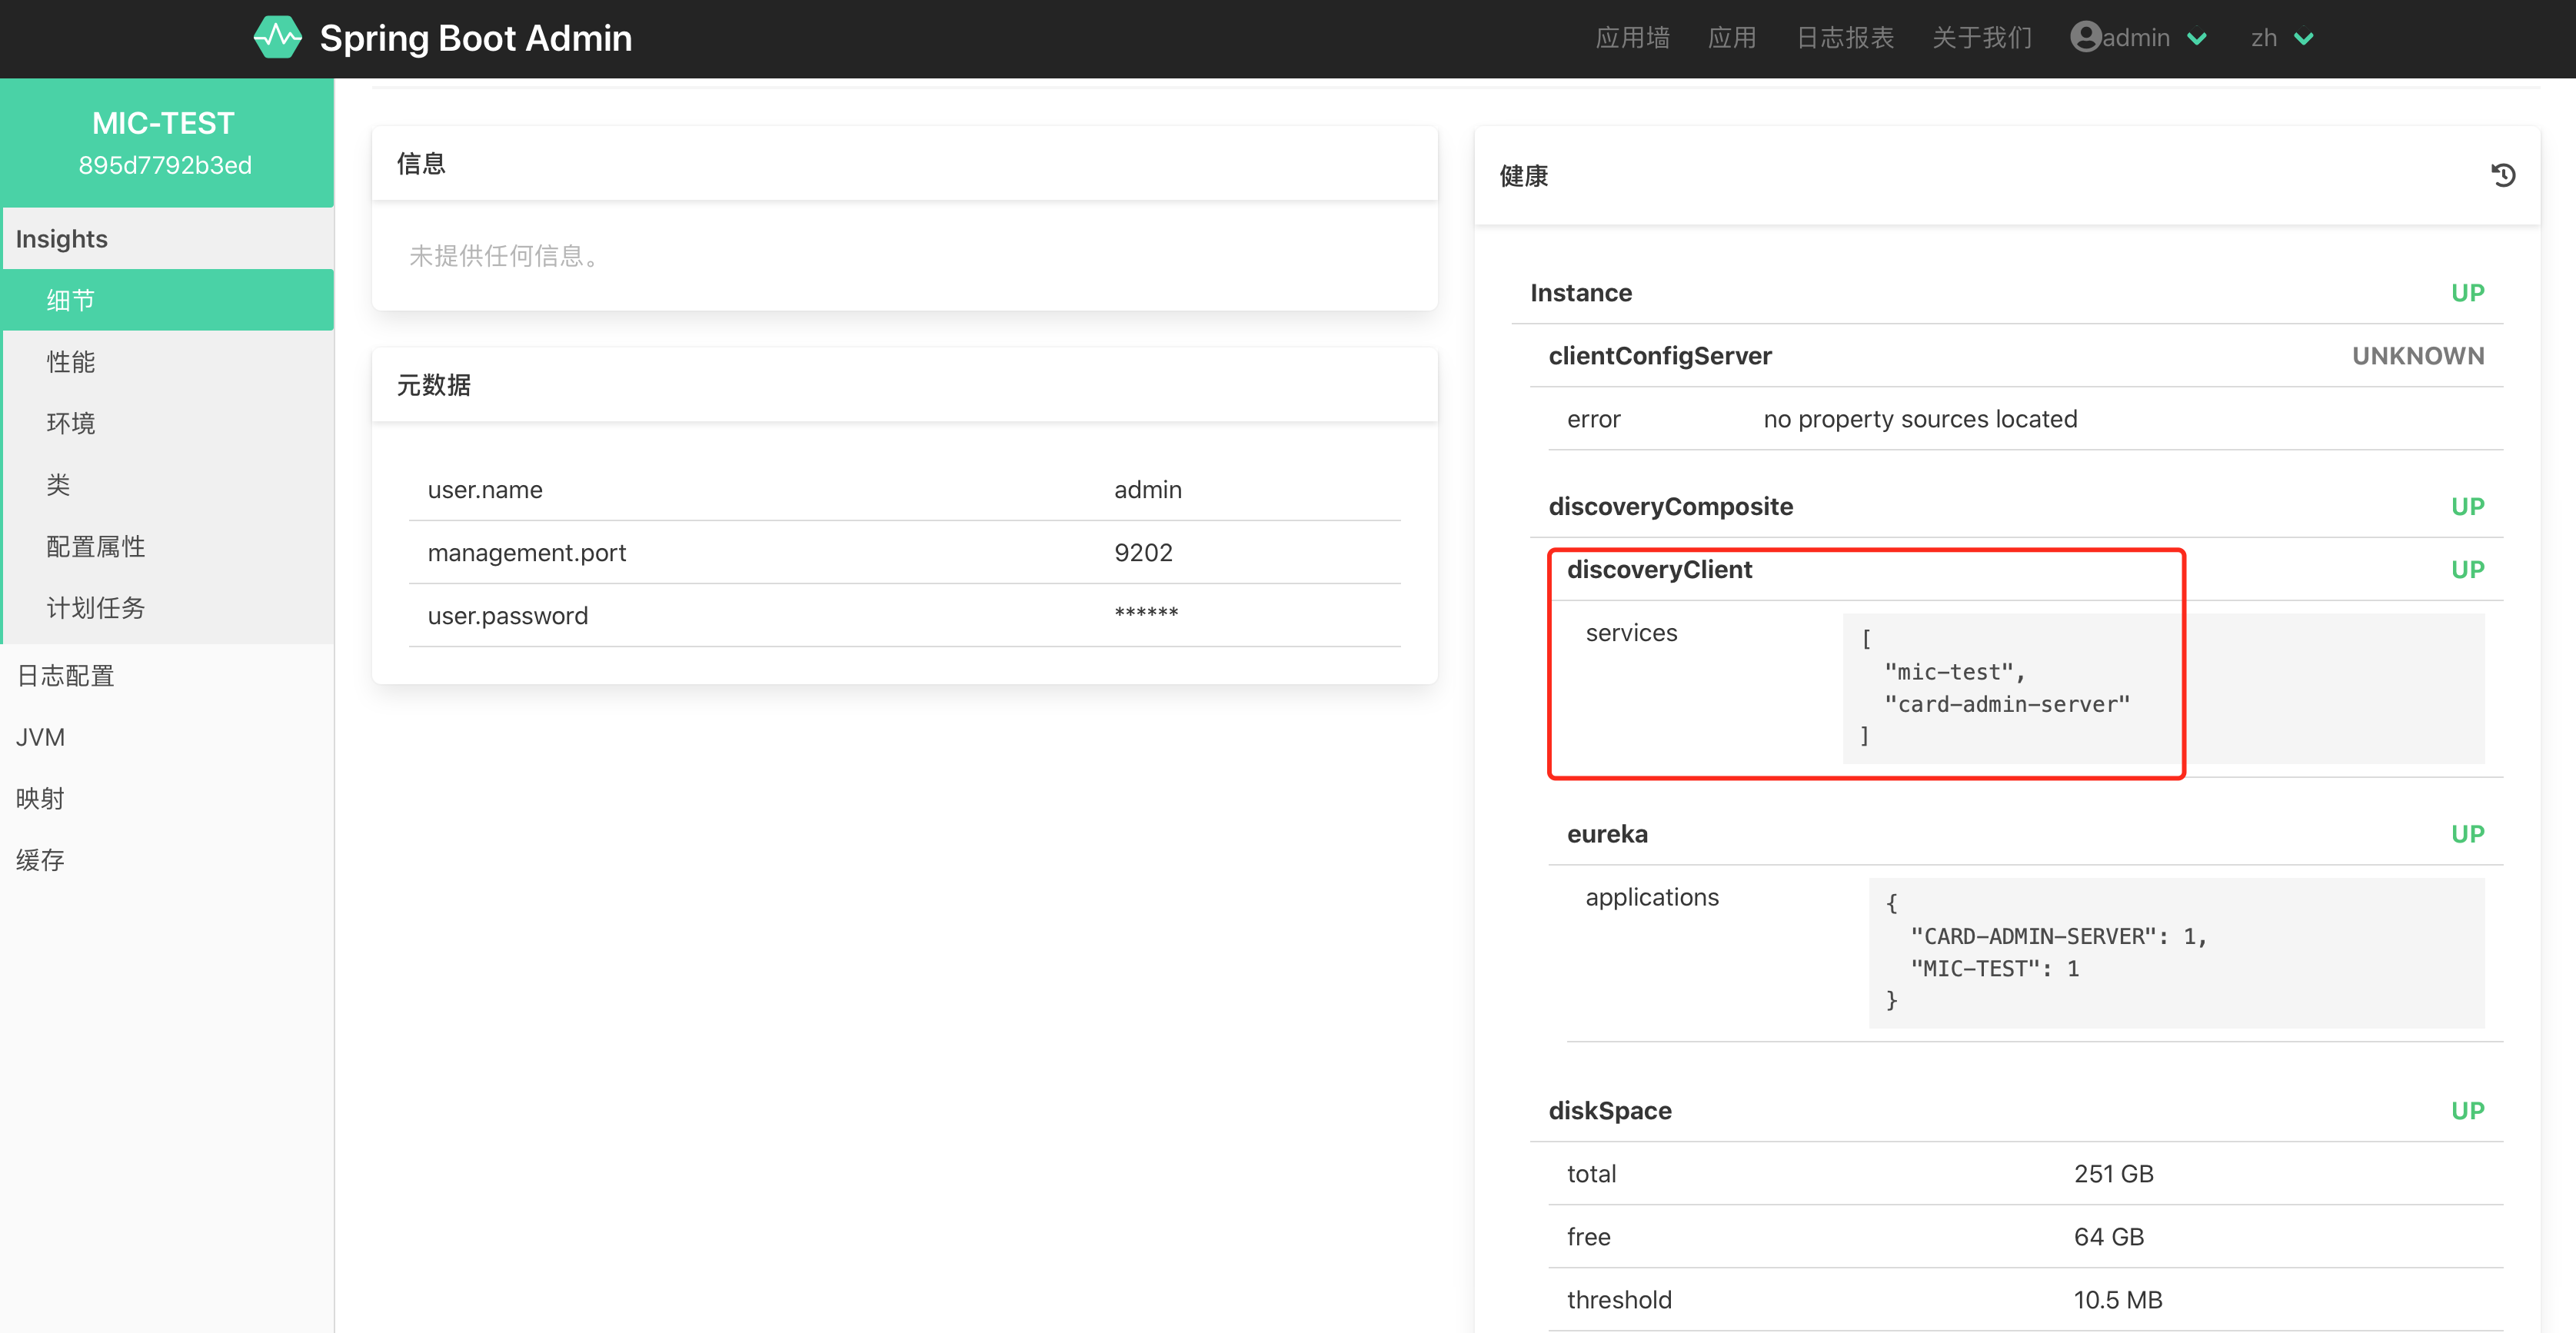 Spring Boot Admin
应用墙 应用 日志报表 关于我们 admin zh
MIC-TEST
895d7792b3ed
Insights
细节
性能
环境
类
配置属性
计划任务
日志配置
JVM
映射
缓存
信息
未提供任何信息。
元数据
user.name admin
management.port 9202
user.password ******
健康
Instance UP
clientConfigServer UNKNOWN
error no property sources located
discoveryComposite UP
discoveryClient UP
services [
"mic-test",
"card-admin-server"
]
eureka UP
applications {
"CARD-ADMIN-SERVER": 1,
"MIC-TEST": 1
}
diskSpace UP
total 251 GB
free 64 GB
threshold 10.5 MB